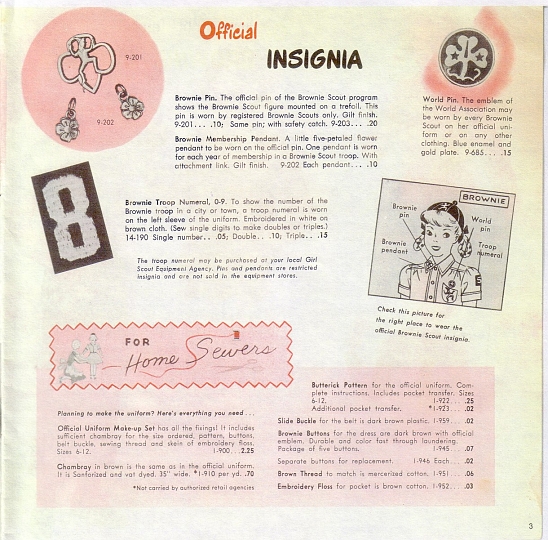 Official
INSIGNIA
9-201
9-202
Brownie Pin. The official pin of the Brownie Scout program
shows the Brownie Scout figure mounted on a trefoil. This
pin is worn by registered Brownie Scouts only. Gilt finish.
9-201. . . . .10; Same pin; with safety catch. 9-203. . . . .20
Brownie Membership Pendant. A little five-petaled flower
pendant to be worn on the official pin. One pendant is worn
for each year of membership in a Brownie Scout troop. With
attachment link. Gilt finish. 9-202 Each pendant. . . . .10
World Pin. The emblem of
the World Association may
be worn by every Brownie
Scout on her official uni-
form or on any other
clothing. Blue enamel and
gold plate. 9-685. . . . .15
8
Brownie Troop Numeral, 0-9. To show the number of the
Brownie troop in a city or town, a troop numeral is worn
on the left sleeve of the uniform. Embroidered in white on
brown cloth. (Sew single digits to make doubles or triples.)
14-190 Single number. . .05; Double. . .10; Triple. . .15
The troop numeral may be purchased at your local Girl
Scout Equipment Agency. Pins and pendants are restricted
insignia and are not sold in the equipment stores.
BROWNIE
Brownie
pin
World
pin
Brownie
pendant
Troop
numeral
Check this picture for
the right place to wear the
official Brownie Scout insignia.
FOR
Home Sewers
Planning to make the uniform? Here's everything you need . . .
Official Uniform Make-up Set has all the fixings! It includes
sufficient chambray for the size ordered, pattern, buttons,
belt buckle, sewing thread and skein of embroidery floss.
Sizes 6-12. 1-900. . .2.25
Chambray in brown is the same as in the official uniform.
It is Sanforized and vat dyed. 35" wide. *1-910 per yd. .70
*Not carried by authorized retail agencies
Butterick Pattern for the official uniform. Com-
plete instructions. Includes pocket transfer. Sizes
6-12. 1-922. . . .25
Additional pocket transfer. *1-923. . . .02
Slide Buckle for the belt is dark brown plastic. 1-959. . . .02
Brownie Buttons for the dress are dark brown with official
emblem. Durable and color fast through laundering.
Package of five buttons. 1-945. . . .07
Separate buttons for replacement. 1-946 Each. . . .02
Brown Thread to match is mercerized cotton. 1-951. . . .06
Embroidery Floss for pocket is brown cotton. 1-952. . . .03
3